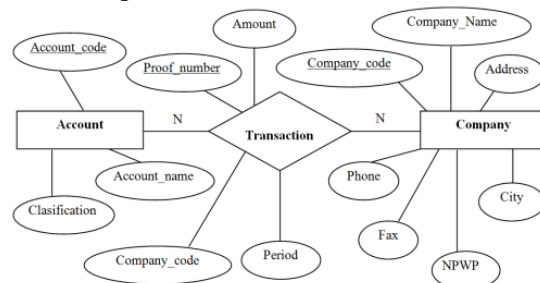 Amount
Company_Name
Account_code
Proof_number
Company_code
Address
Account
N
Transaction
N
Company
Account_name
Phone
City
Clasification
Fax
Company_code
Period
NPWP